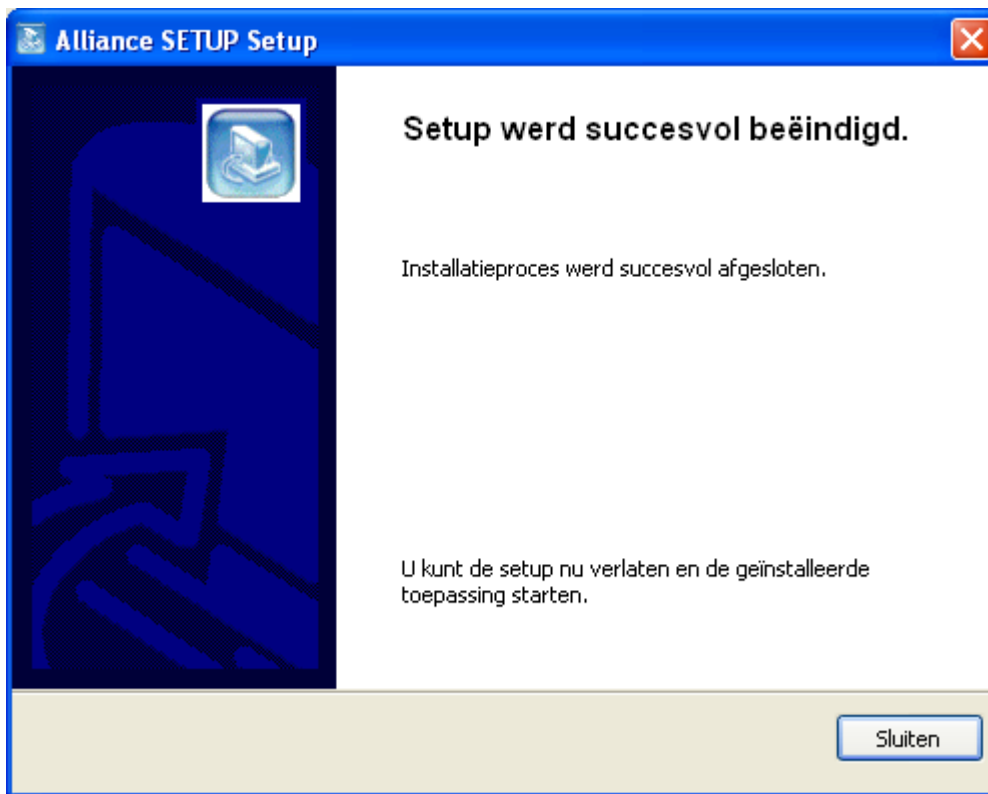 Alliance SETUP Setup
Setup werd succesvol beëindigd.
Installatieproces werd succesvol afgesloten.
U kunt de setup nu verlaten en de geïnstalleerde
toepassing starten.
Sluiten